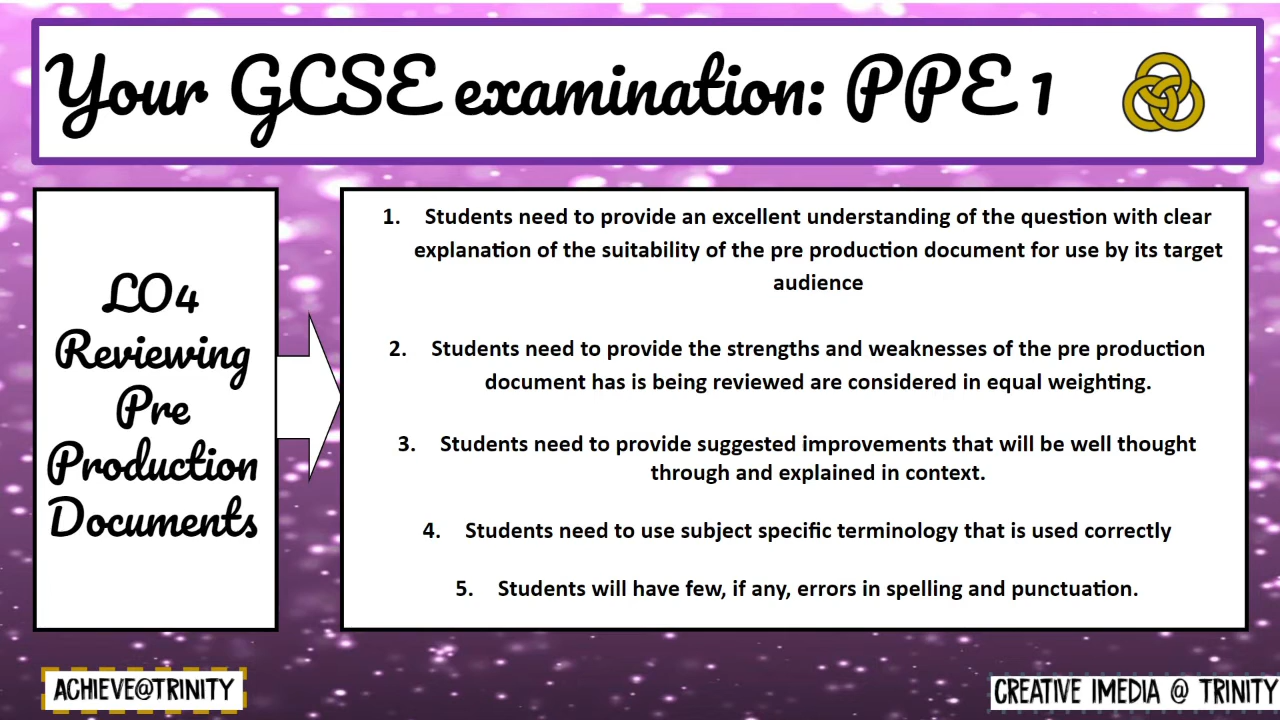 Your GCSE examination: PPE 1
LO4
Reviewing
Pre
Production
Documents
1. Students need to provide an excellent understanding of the question with clear
explanation of the suitability of the pre production document for use by its target
audience
2. Students need to provide the strengths and weaknesses of the pre production
document has is being reviewed are considered in equal weighting.
3. Students need to provide suggested improvements that will be well thought
through and explained in context.
4. Students need to use subject specific terminology that is used correctly
5. Students will have few, if any, errors in spelling and punctuation.
ACHIEVE@TRINITY
CREATIVE IMEDIA @ TRINITY